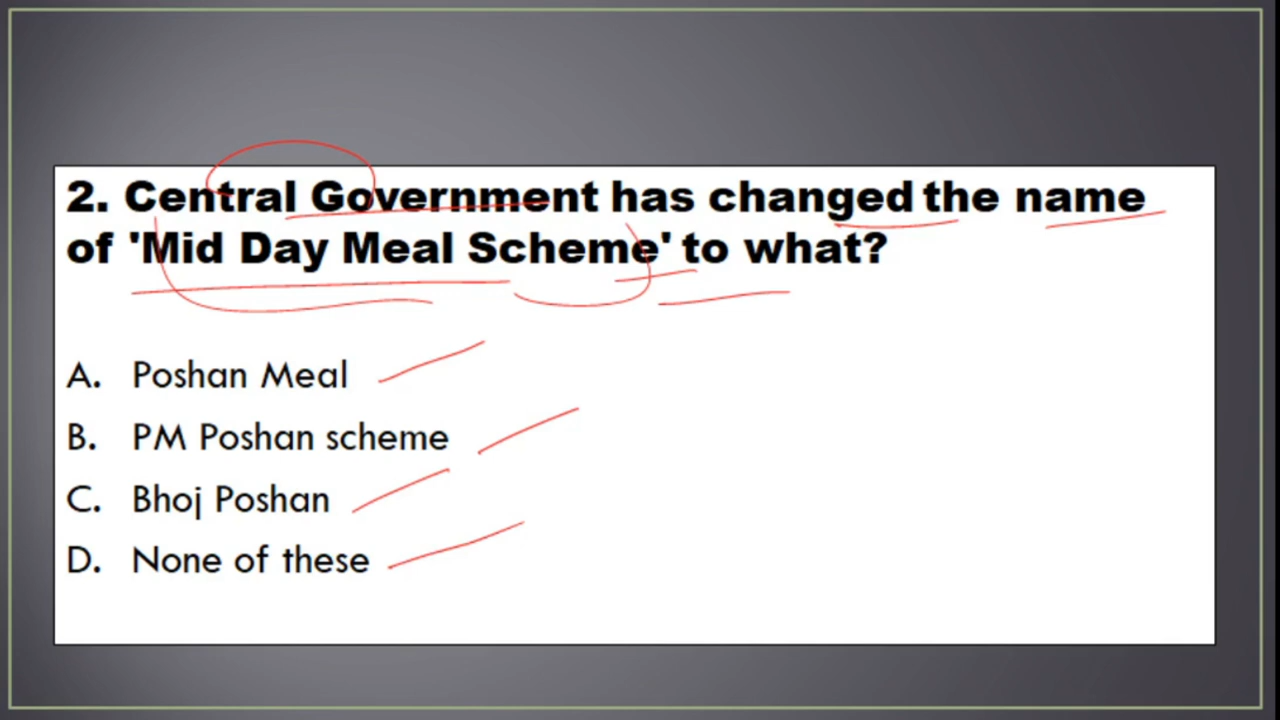 2. Central Government has changed the name
of 'Mid Day Meal Scheme' to what?
A. Poshan Meal
B. PM Poshan scheme
C. Bhoj Poshan
D. None of these